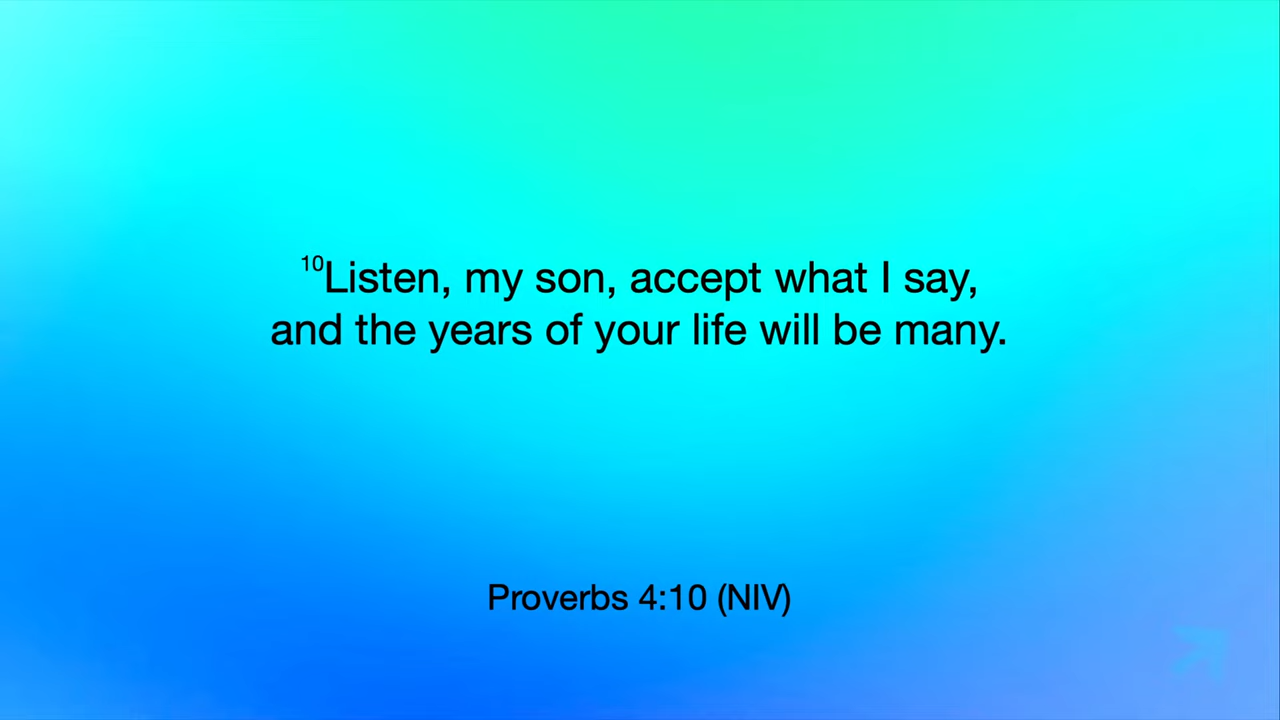 10Listen, my son, accept what I say,
and the years of your life will be many.
Proverbs 4:10 (NIV)